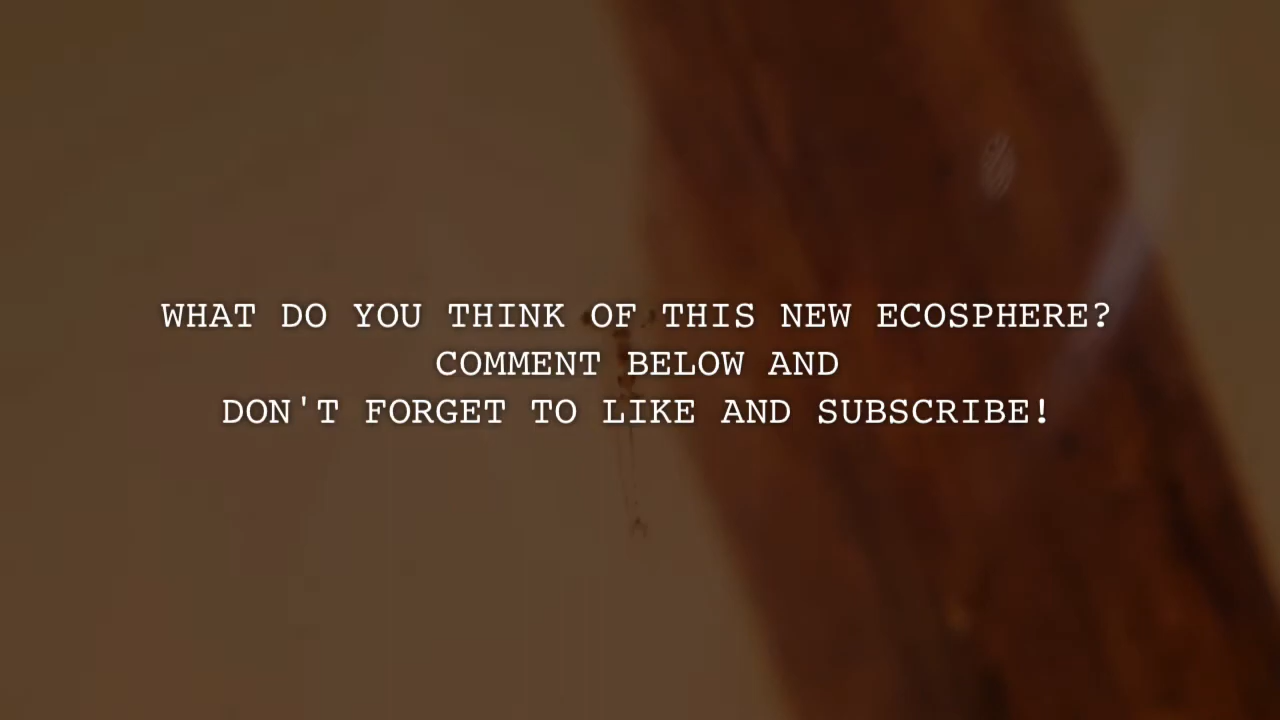 WHAT DO YOU THINK OF THIS NEW ECOSPHERE?
COMMENT BELOW AND
DON'T FORGET TO LIKE AND SUBSCRIBE!